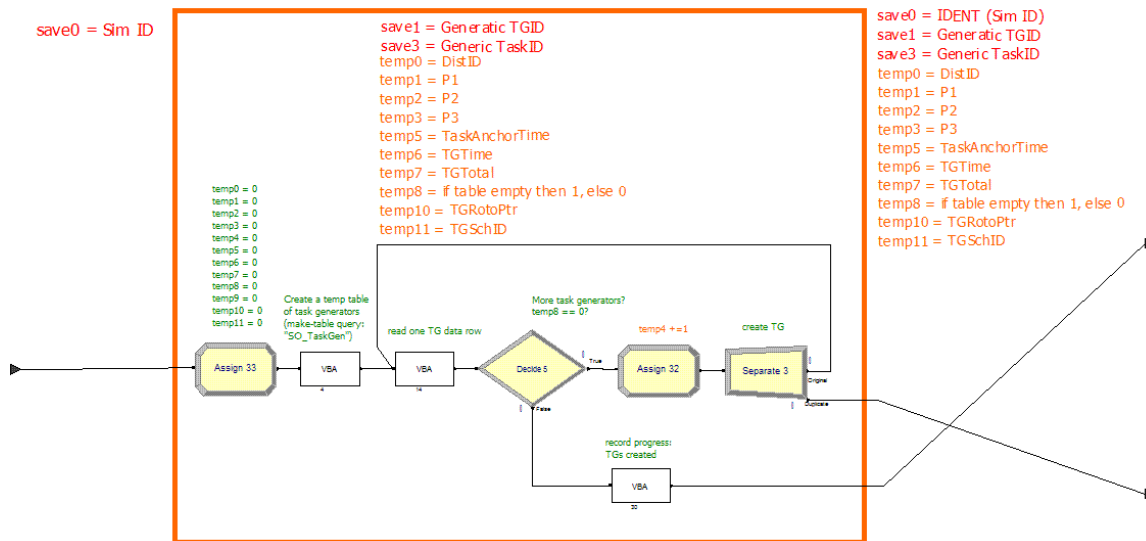 save0 = Sim ID
save1 = Generatic TGID
save3 = Generic TaskID
temp0 = DistID
temp1 = P1
temp2 = P2
temp3 = P3
temp5 = TaskAnchorTime
temp6 = TGTime
temp7 = TGTotal
temp8 = if table empty then 1, else 0
temp10 = TGRotoPtr
temp11 = TGSchID
save0 = IDENT (Sim ID)
save1 = Generatic TGID
save3 = Generic TaskID
temp0 = DistID
temp1 = P1
temp2 = P2
temp3 = P3
temp5 = TaskAnchorTime
temp6 = TGTime
temp7 = TGTotal
temp8 = if table empty then 1, else 0
temp10 = TGRotoPtr
temp11 = TGSchID
temp0 = 0
temp1 = 0
temp2 = 0
temp3 = 0
temp4 = 0
temp5 = 0
temp6 = 0
temp7 = 0
temp8 = 0
temp9 = 0
temp10 = 0
temp11 = 0
Create a temp table
of task generators
(make-table query:
"SO_TaskGen")
read one TG data row
More task generators?
temp8 == 0?
temp4 +=1
create TG
Assign 33
VBA
4
VBA
14
Decide 5
True
False
Assign 32
Separate 3
Original
Duplicate
record progress:
TGs created
VBA
30